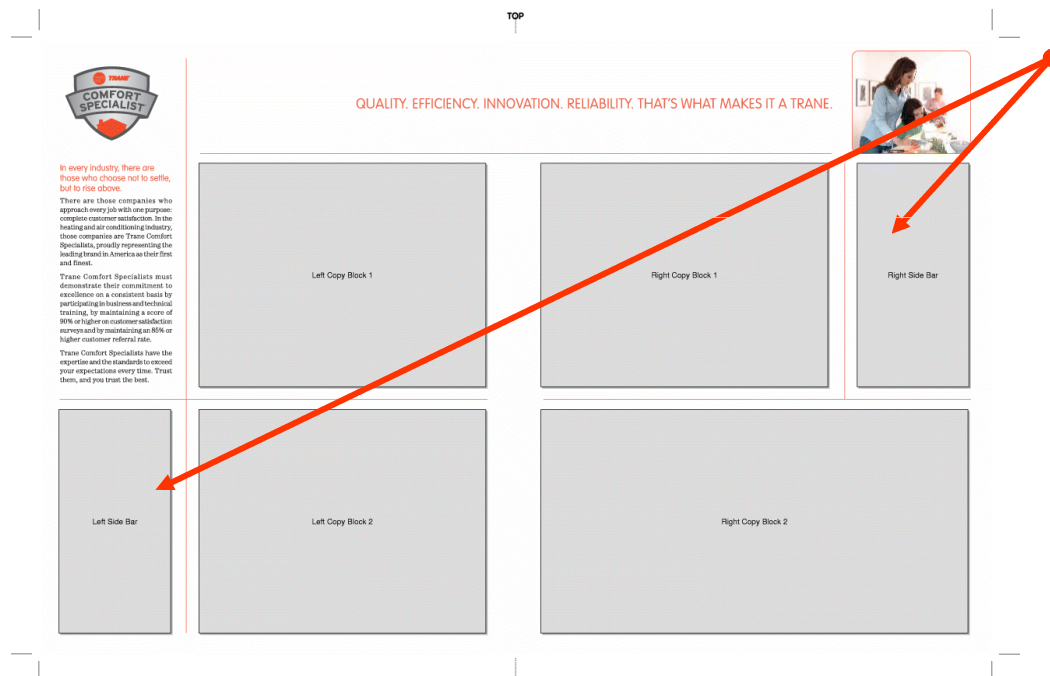 TOP
TRANE
COMFORT
SPECIALIST
QUALITY. EFFICIENCY. INNOVATION. RELIABILITY. THAT'S WHAT MAKES IT A TRANE.
In every industry, there are
those who choose not to settle,
but to rise above.
There are those companies who
approach every job with one purpose:
complete customer satisfaction. In the
heating and air conditioning industry,
those companies are Trane Comfort
Specialists, proudly representing the
leading brand in America as their first
and finest.
Trane Comfort Specialists must
demonstrate their commitment to
excellence on a consistent basis by
participating in business and technical
training, by maintaining a score of
90% or higher on customer satisfaction
surveys and by maintaining an 85% or
higher customer referral rate.
Trane Comfort Specialists have the
expertise and the standards to exceed
your expectations every time. Trust
them, and you trust the best.
Left Copy Block 1
Right Copy Block 1
Right Side Bar
Left Side Bar
Left Copy Block 2
Right Copy Block 2